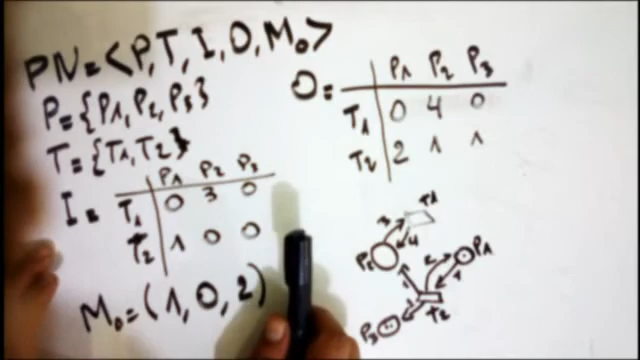 PN=<P,T,I,O,M₀>
P={P1,P2,P3}
T={T1,T2}
I=
P1 P2 P3
T1 0 3 0
T2 1 0 0
M₀=(1,0,2)
O=
P1 P2 P3
T1 0 4 0
T2 2 1 1
T1
3
4
P2
P1
2
1
1
1
T2
P3